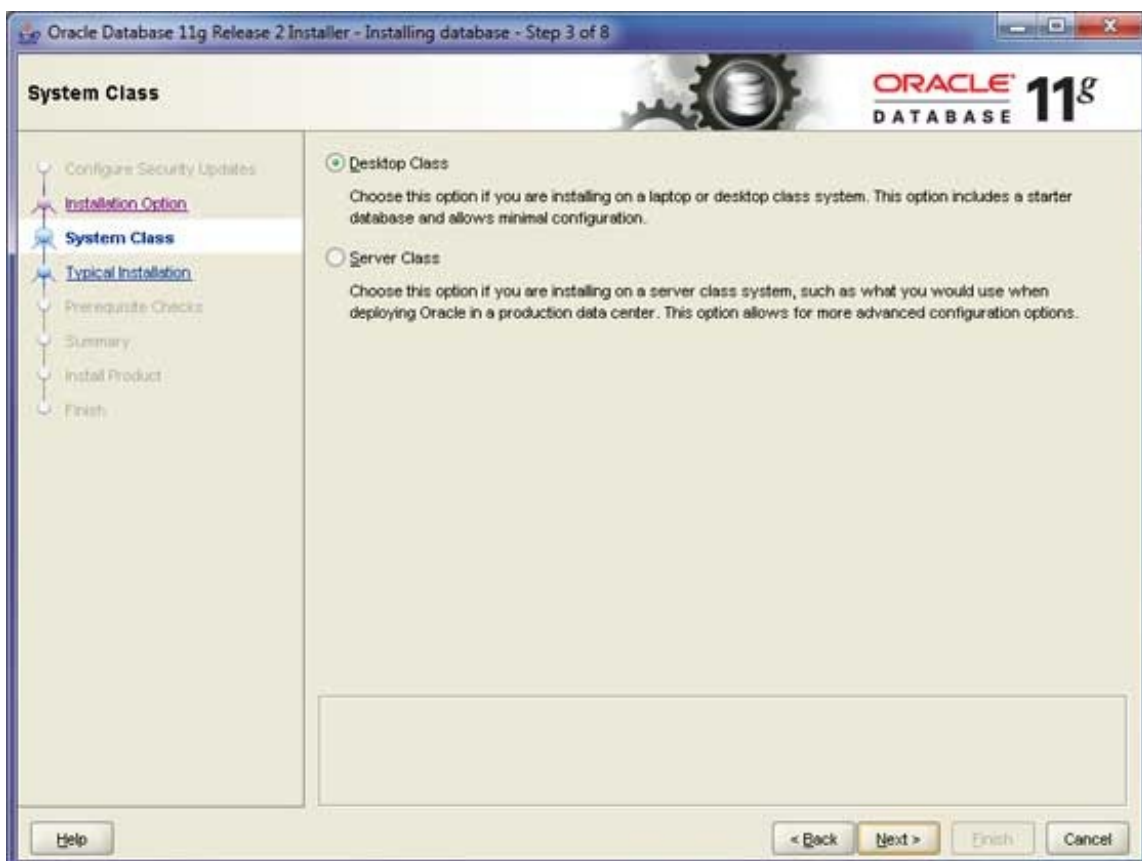 Oracle Database 11g Release 2 Installer - Installing database - Step 3 of 8
System Class
ORACLE
DATABASE
11g
Configure Security Updates
Installation Option
System Class
Typical Installation
Prerequisite Checks
Summary
Install Product
Finish
Desktop Class
Choose this option if you are installing on a laptop or desktop class system. This option includes a starter
database and allows minimal configuration.
Server Class
Choose this option if you are installing on a server class system, such as what you would use when
deploying Oracle in a production data center. This option allows for more advanced configuration options.
Help
< Back
Next >
Finish
Cancel